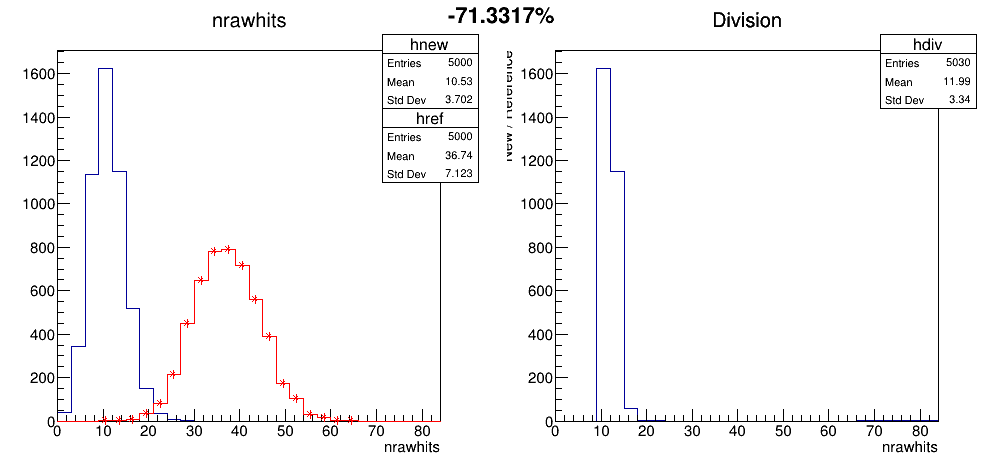 -71.3317%
nrawhits
hnew
Entries 5000
Mean 10.53
Std Dev 3.702
href
Entries 5000
Mean 36.74
Std Dev 7.123
1600
1400
1200
1000
800
600
400
200
0
0 10 20 30 40 50 60 70 80
nrawhits
Division
hdiv
Entries 5030
Mean 11.99
Std Dev 3.34
New / Reference
1600
1400
1200
1000
800
600
400
200
0
0 10 20 30 40 50 60 70 80
nrawhits